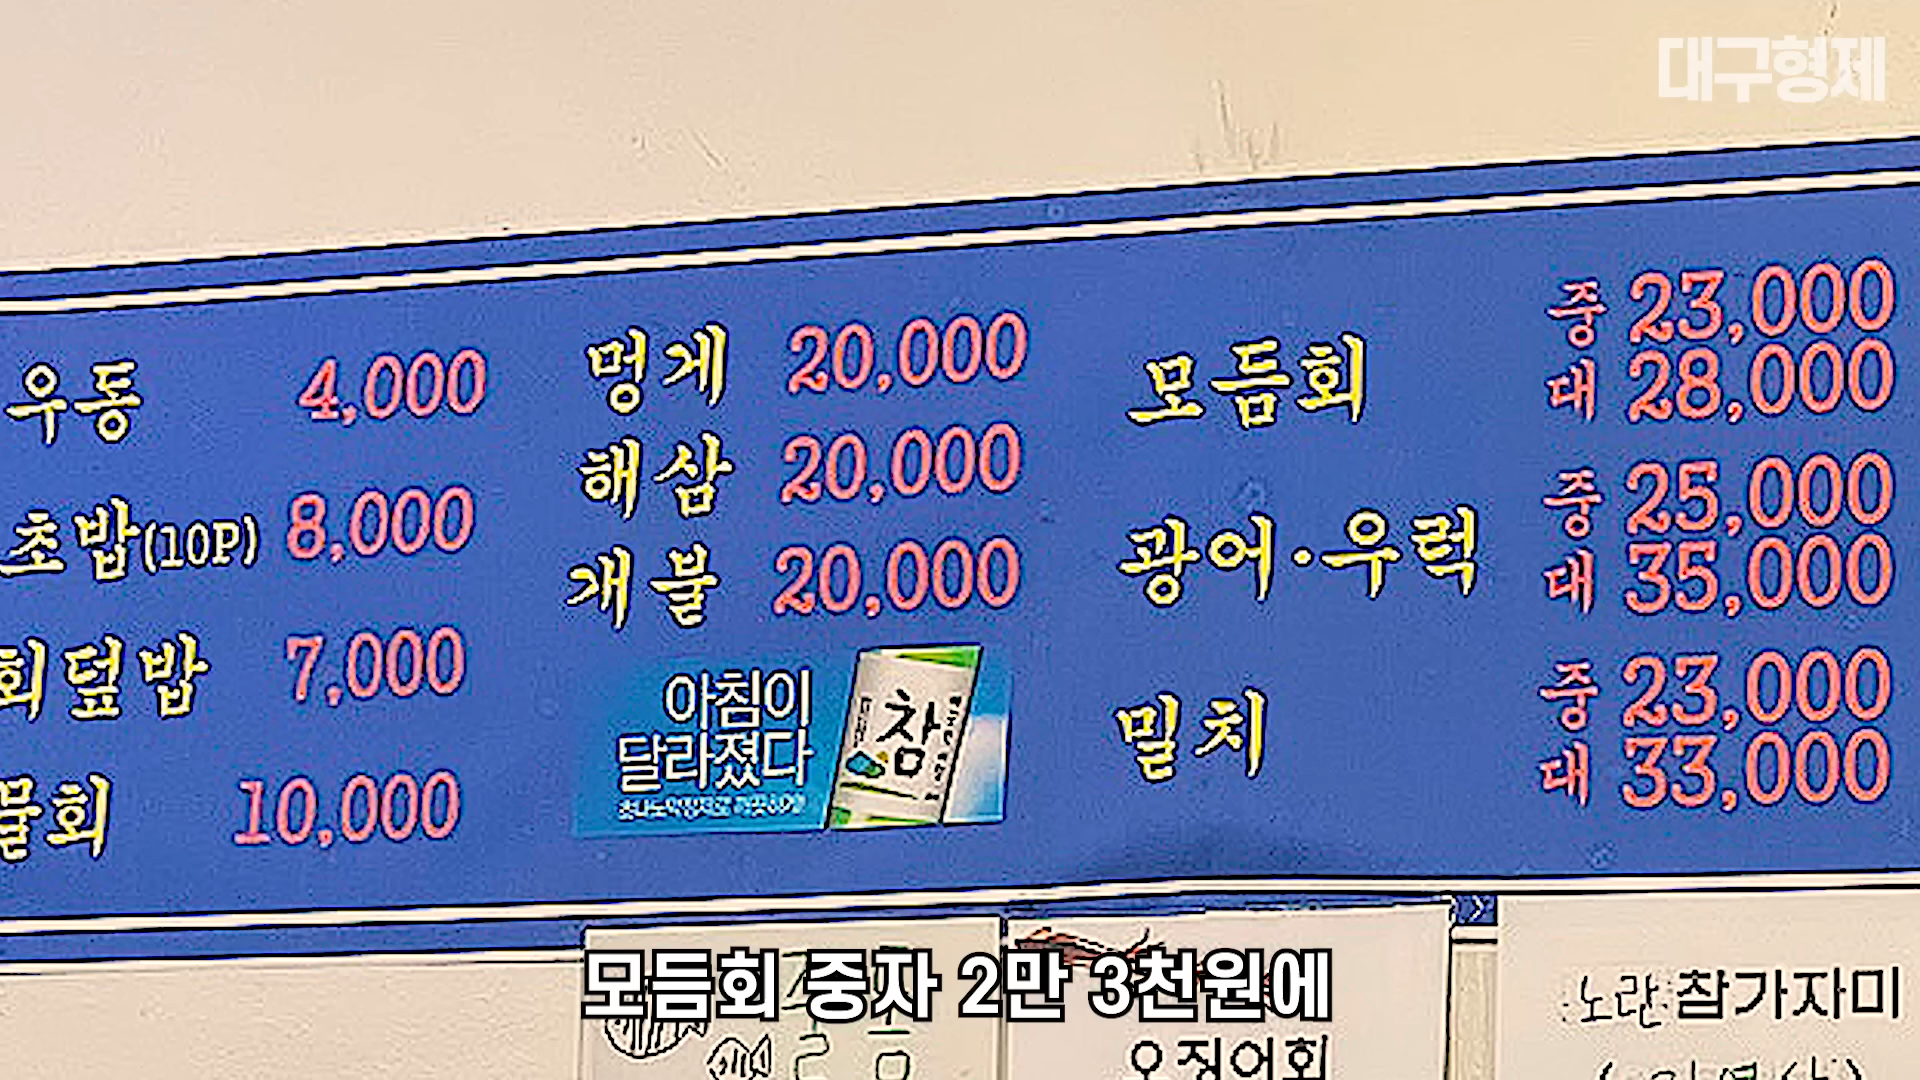 대구형제
우동 4,000
초밥(10P) 8,000
회덮밥 7,000
물회 10,000
멍게 20,000
해삼 20,000
개불 20,000
아침이
달라졌다
참
모듬회 중 23,000
대 28,000
광어·우럭 중 25,000
대 35,000
밀치 중 23,000
대 33,000
모듬회 중자 2만 3천원에
오징어회
노란 참가자미